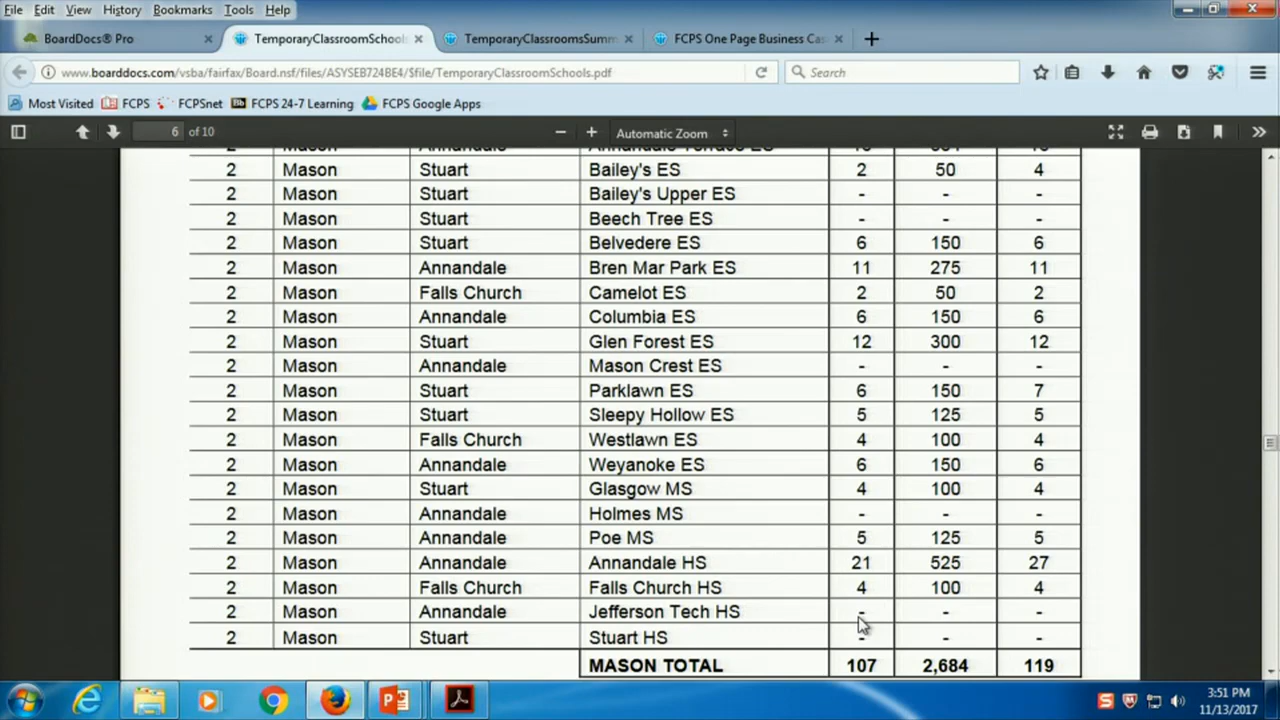 File Edit View History Bookmarks Tools Help
BoardDocs® Pro × TemporaryClassroomSchools × TemporaryClassroomsSumm × FCPS One Page Business Cas × +
www.boarddocs.com/vsba/fairfax/Board.nsf/files/ASYSEB724BE4/$file/TemporaryClassroomSchools.pdf Search
Most Visited FCPS FCPSnet Bb FCPS 24-7 Learning FCPS Google Apps
6 of 10 − + Automatic Zoom
2 Mason Annandale Annandale Terrace ES
2 Mason Stuart Bailey's ES 2 50 4
2 Mason Stuart Bailey's Upper ES - - -
2 Mason Stuart Beech Tree ES - - -
2 Mason Stuart Belvedere ES 6 150 6
2 Mason Annandale Bren Mar Park ES 11 275 11
2 Mason Falls Church Camelot ES 2 50 2
2 Mason Annandale Columbia ES 6 150 6
2 Mason Stuart Glen Forest ES 12 300 12
2 Mason Annandale Mason Crest ES - - -
2 Mason Stuart Parklawn ES 6 150 7
2 Mason Stuart Sleepy Hollow ES 5 125 5
2 Mason Falls Church Westlawn ES 4 100 4
2 Mason Annandale Weyanoke ES 6 150 6
2 Mason Stuart Glasgow MS 4 100 4
2 Mason Annandale Holmes MS - - -
2 Mason Annandale Poe MS 5 125 5
2 Mason Annandale Annandale HS 21 525 27
2 Mason Falls Church Falls Church HS 4 100 4
2 Mason Annandale Jefferson Tech HS - - -
2 Mason Stuart Stuart HS - - -
MASON TOTAL 107 2,684 119
3:51 PM
11/13/2017